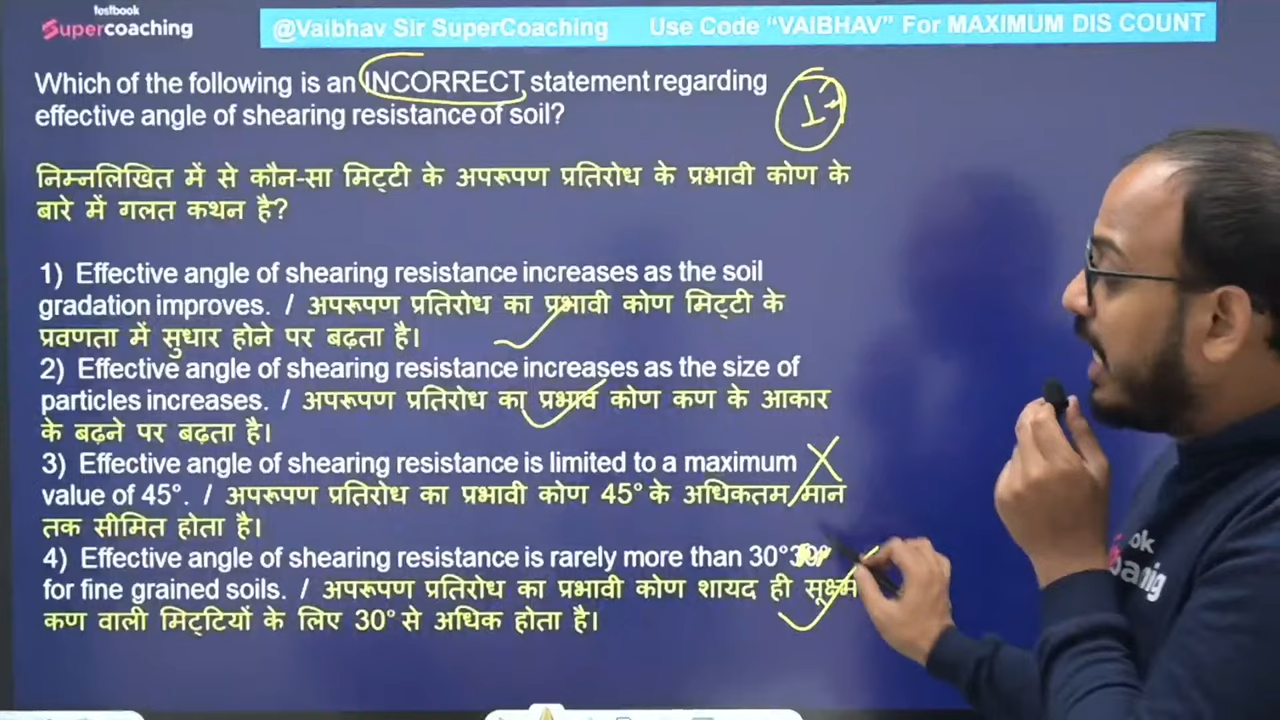 testbook
Supercoaching
@Vaibhav Sir SuperCoaching Use Code “VAIBHAV” For MAXIMUM DIS COUNT
Which of the following is an INCORRECT statement regarding
effective angle of shearing resistance of soil?
निम्नलिखित में से कौन-सा मिट्टी के अपरूपण प्रतिरोध के प्रभावी कोण के
बारे में गलत कथन है?
1) Effective angle of shearing resistance increases as the soil
gradation improves. / अपरूपण प्रतिरोध का प्रभावी कोण मिट्टी के
प्रवणता में सुधार होने पर बढ़ता है।
2) Effective angle of shearing resistance increases as the size of
particles increases. / अपरूपण प्रतिरोध का प्रभावी कोण कण के आकार
के बढ़ने पर बढ़ता है।
3) Effective angle of shearing resistance is limited to a maximum
value of 45°. / अपरूपण प्रतिरोध का प्रभावी कोण 45° के अधिकतम मान
तक सीमित होता है।
4) Effective angle of shearing resistance is rarely more than 30°
for fine grained soils. / अपरूपण प्रतिरोध का प्रभावी कोण शायद ही सूक्ष्म
कण वाली मिट्टियों के लिए 30° से अधिक होता है।